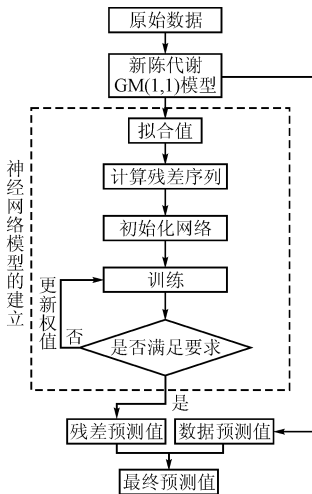 原始数据
新陈代谢
GM(1,1)模型
拟合值
计算残差序列
初始化网络
训练
是否满足要求
否
更新权值
神经网络模型的建立
是
残差预测值
数据预测值
最终预测值